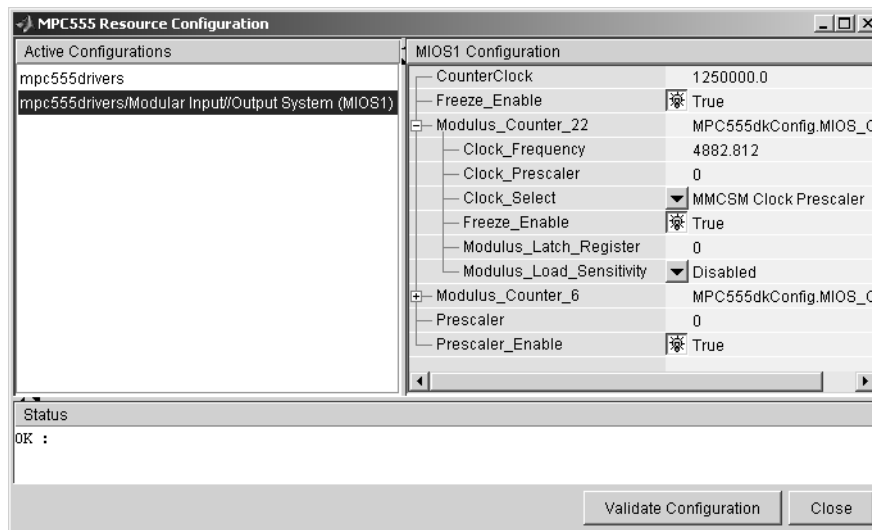 MPC555 Resource Configuration
Active Configurations
mpc555drivers
mpc555drivers/Modular Input//Output System (MIOS1)
MIOS1 Configuration
CounterClock 1250000.0
Freeze_Enable True
Modulus_Counter_22 MPC555dkConfig.MIOS_C
Clock_Frequency 4882.812
Clock_Prescaler 0
Clock_Select MMCSM Clock Prescaler
Freeze_Enable True
Modulus_Latch_Register 0
Modulus_Load_Sensitivity Disabled
Modulus_Counter_6 MPC555dkConfig.MIOS_C
Prescaler 0
Prescaler_Enable True
Status
OK :
Validate Configuration Close